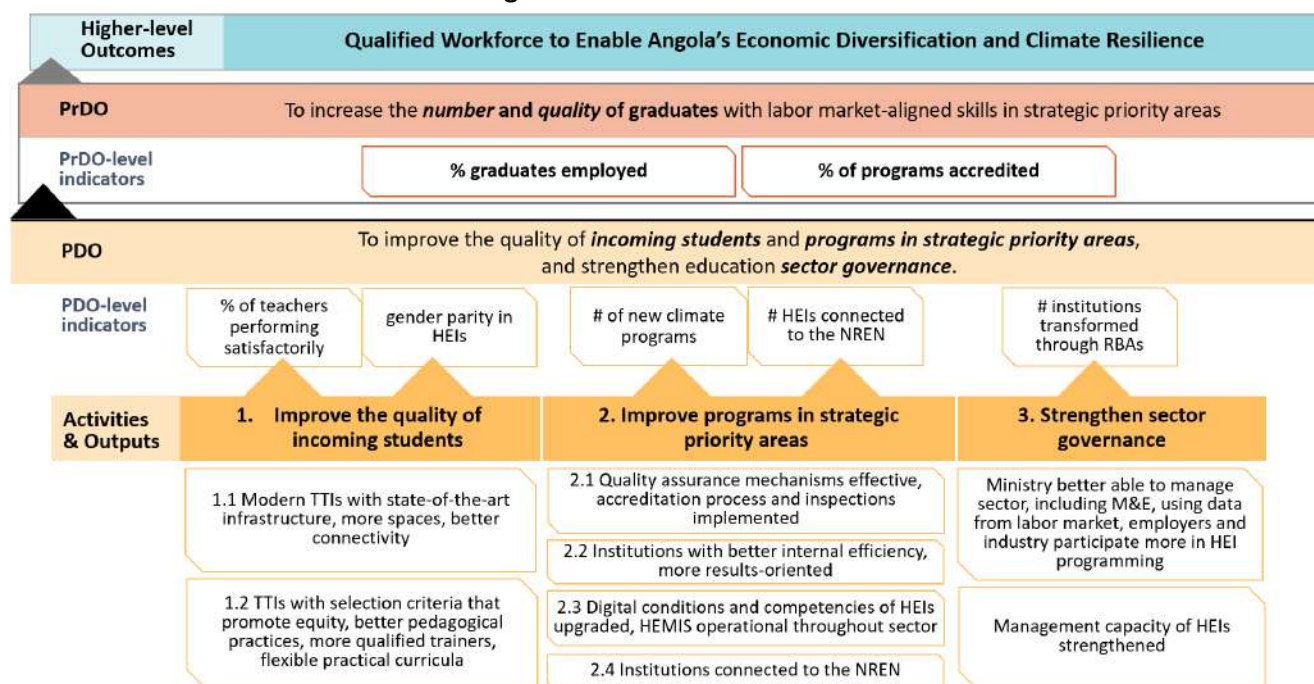 Higher-level
Outcomes
Qualified Workforce to Enable Angola's Economic Diversification and Climate Resilience
PrDO
To increase the number and quality of graduates with labor market-aligned skills in strategic priority areas
PrDO-level
indicators
% graduates employed
% of programs accredited
PDO
To improve the quality of incoming students and programs in strategic priority areas,
and strengthen education sector governance.
PDO-level
indicators
% of teachers
performing
satisfactorily
gender parity in
HEIs
# of new climate
programs
# HEIs connected
to the NREN
# institutions
transformed
through RBAs
Activities
& Outputs
1. Improve the quality of
incoming students
2. Improve programs in strategic
priority areas
3. Strengthen sector
governance
1.1 Modern TTIs with state-of-the-art
infrastructure, more spaces, better
connectivity
1.2 TTIs with selection criteria that
promote equity, better pedagogical
practices, more qualified trainers,
flexible practical curricula
2.1 Quality assurance mechanisms effective,
accreditation process and inspections
implemented
2.2 Institutions with better internal efficiency,
more results-oriented
2.3 Digital conditions and competencies of HEIs
upgraded, HEMIS operational throughout sector
2.4 Institutions connected to the NREN
Ministry better able to manage
sector, including M&E, using data
from labor market, employers and
industry participate more in HEI
programming
Management capacity of HEIs
strengthened